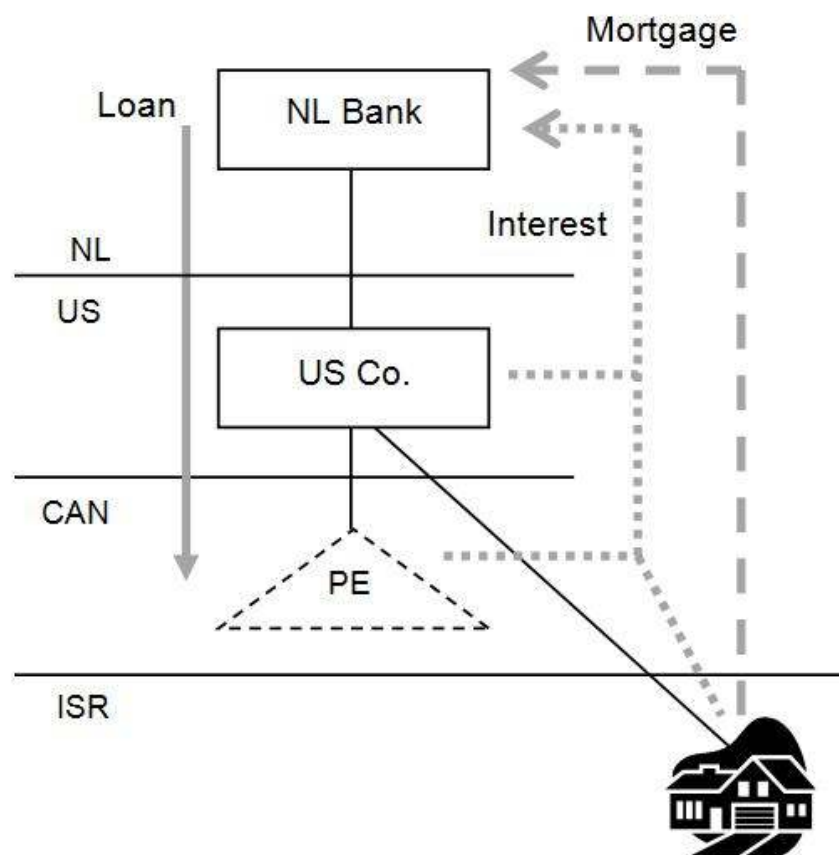 Mortgage
Loan
NL Bank
Interest
NL
US
US Co.
CAN
PE
ISR